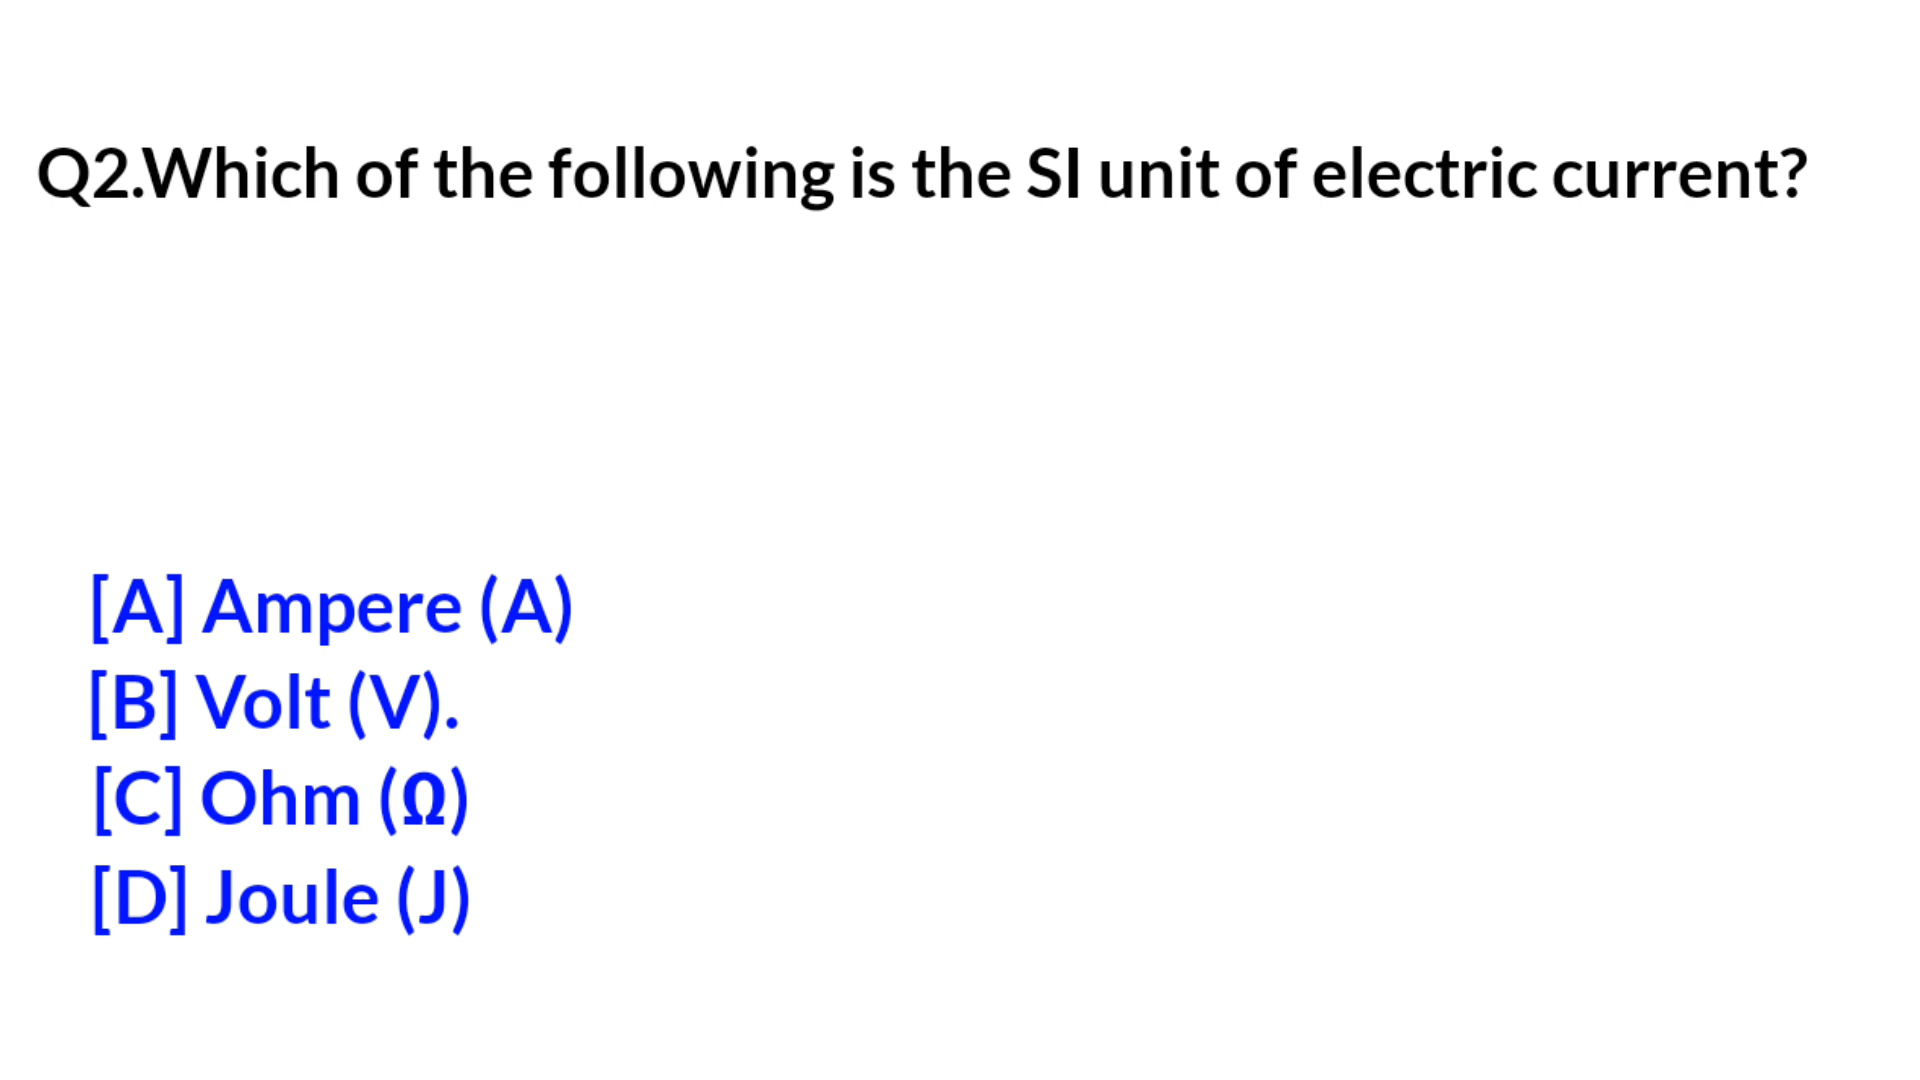 Q2.Which of the following is the SI unit of electric current?
[A] Ampere (A)
[B] Volt (V).
[C] Ohm (Ω)
[D] Joule (J)